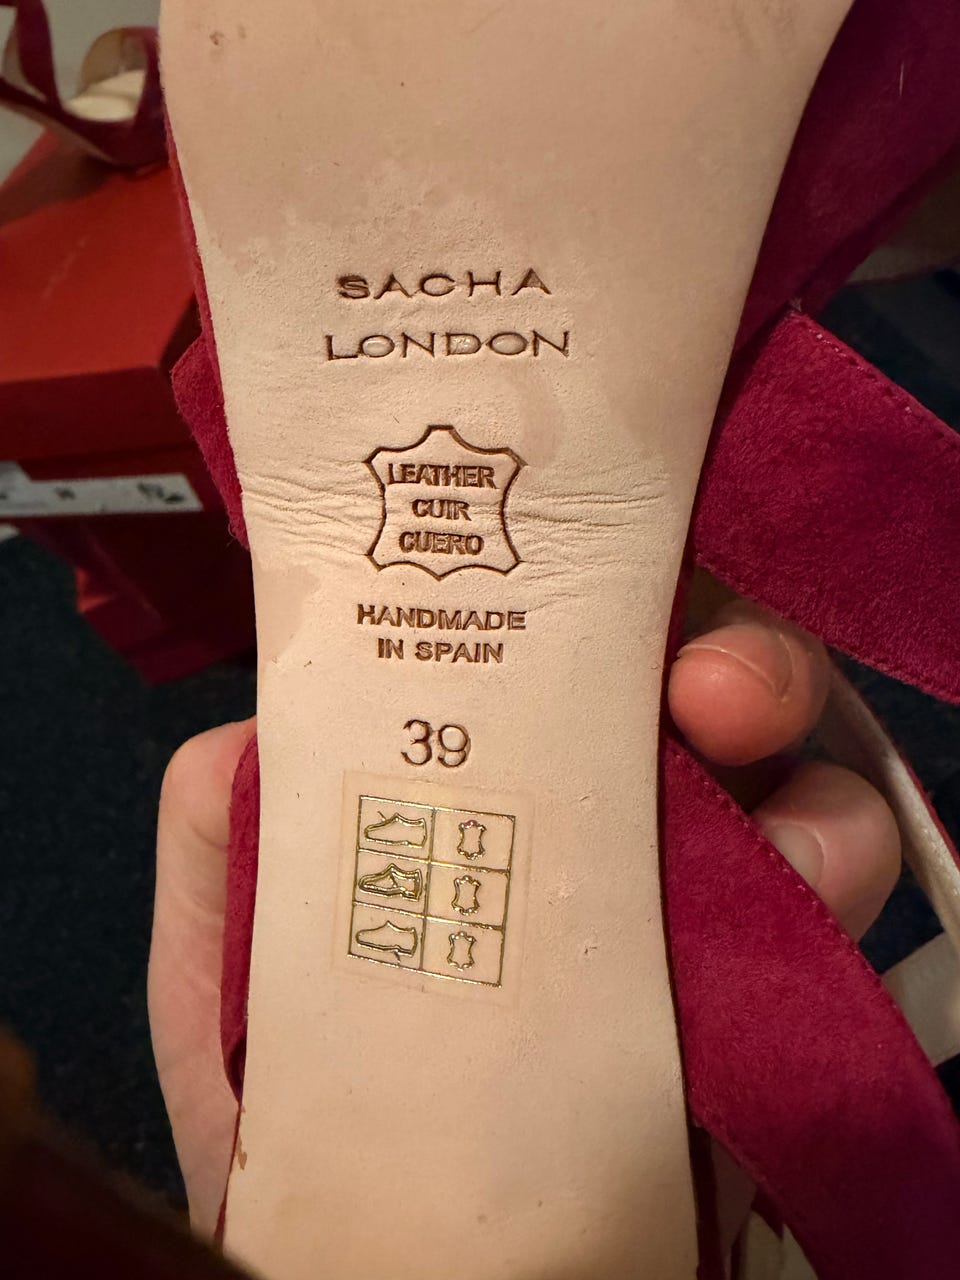 SACHA
LONDON
LEATHER
CUIR
CUERO
HANDMADE
IN SPAIN
39